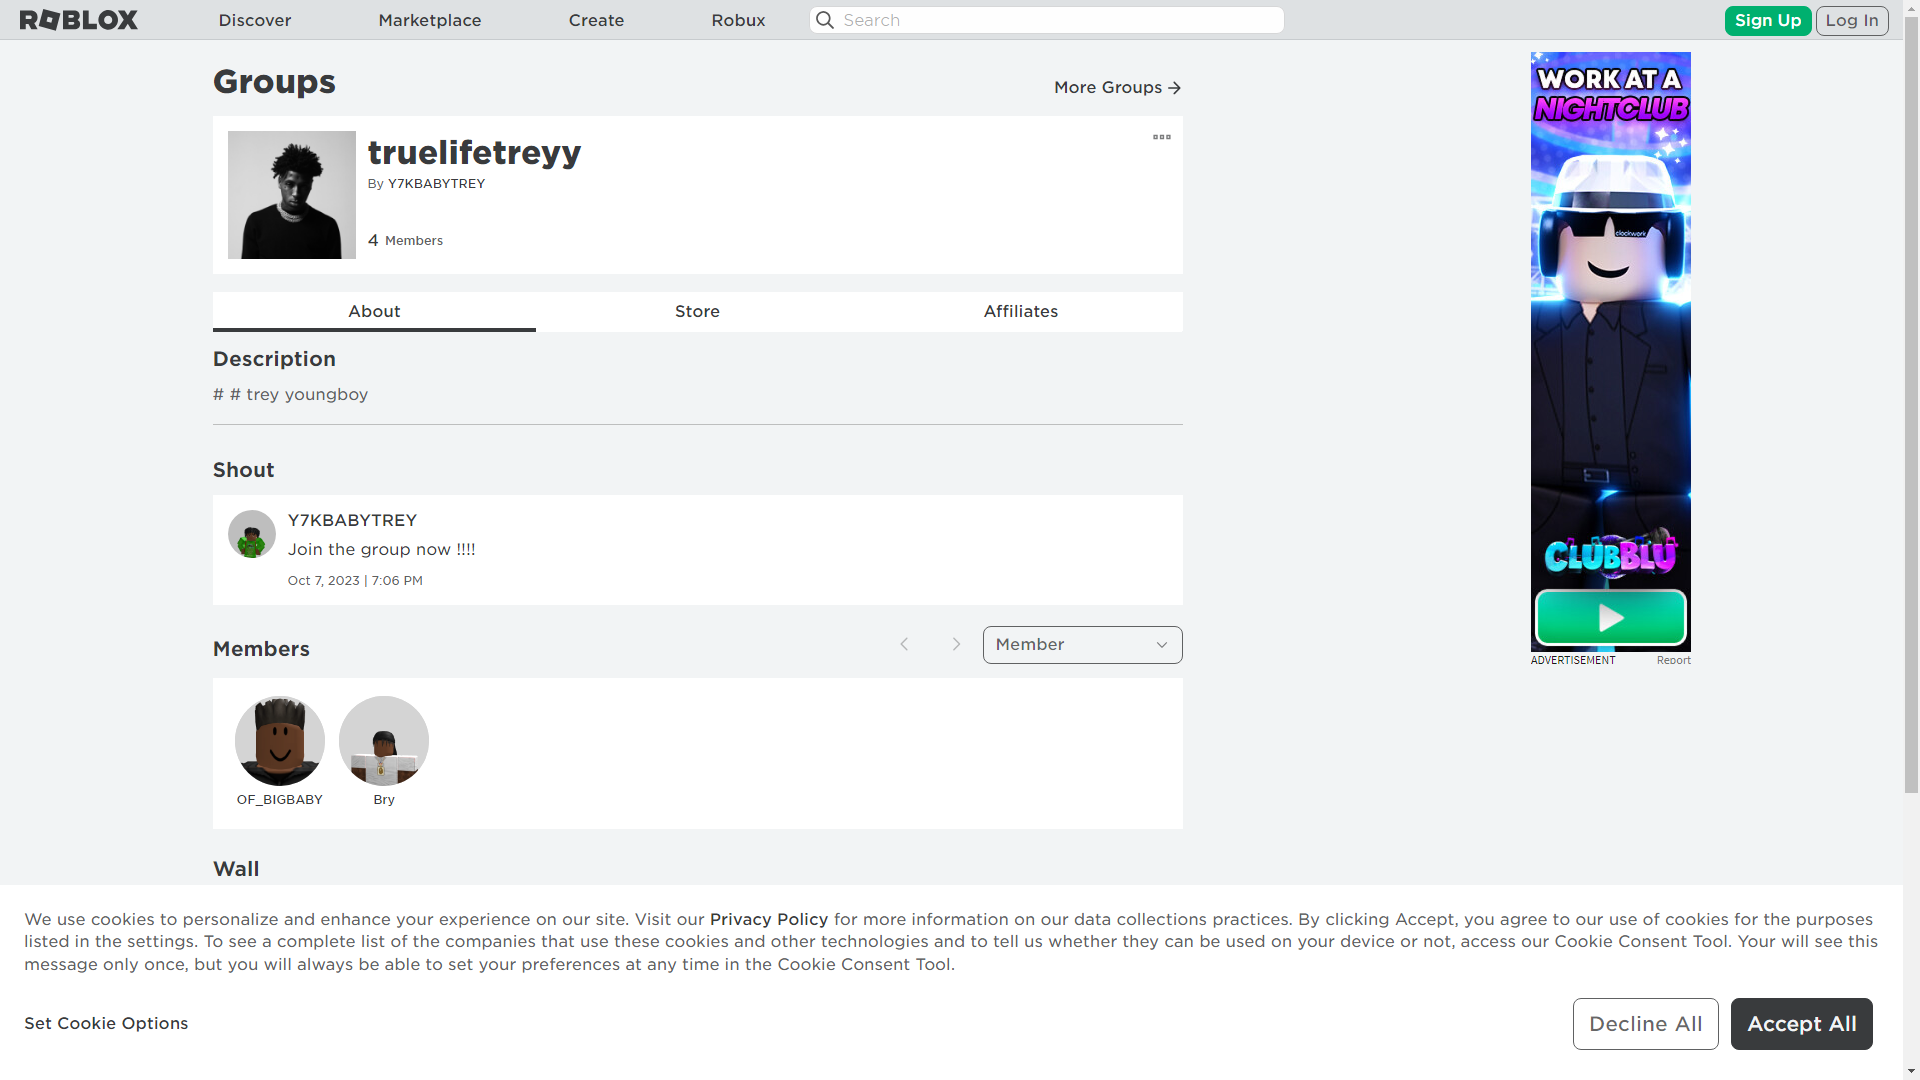 ROBLOX
Discover
Marketplace
Create
Robux
Search
Sign Up
Log In
Groups
More Groups
truelifetreyy
By Y7KBABYTREY
4 Members
About
Store
Affiliates
Description
# # trey youngboy
Shout
Y7KBABYTREY
Join the group now !!!!
Oct 7, 2023 | 7:06 PM
Members
Member
OF_BIGBABY
Bry
Wall
WORK AT A
NIGHTCLUB
clockwork
CLUBBLU
ADVERTISEMENT
Report
We use cookies to personalize and enhance your experience on our site. Visit our Privacy Policy for more information on our data collections practices. By clicking Accept, you agree to our use of cookies for the purposes
listed in the settings. To see a complete list of the companies that use these cookies and other technologies and to tell us whether they can be used on your device or not, access our Cookie Consent Tool. Your will see this
message only once, but you will always be able to set your preferences at any time in the Cookie Consent Tool.
Set Cookie Options
Decline All
Accept All